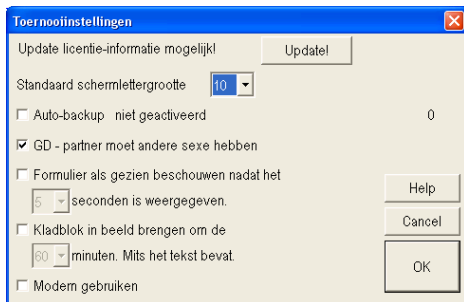 Toernooiinstellingen
Update licentie-informatie mogelijk!
Update!
Standaard schermlettergrootte
10
Auto-backup niet geactiveerd
0
GD - partner moet andere sexe hebben
Formulier als gezien beschouwen nadat het
5 seconden is weergegeven.
Help
Kladblok in beeld brengen om de
Cancel
60 minuten. Mits het tekst bevat.
OK
Modem gebruiken